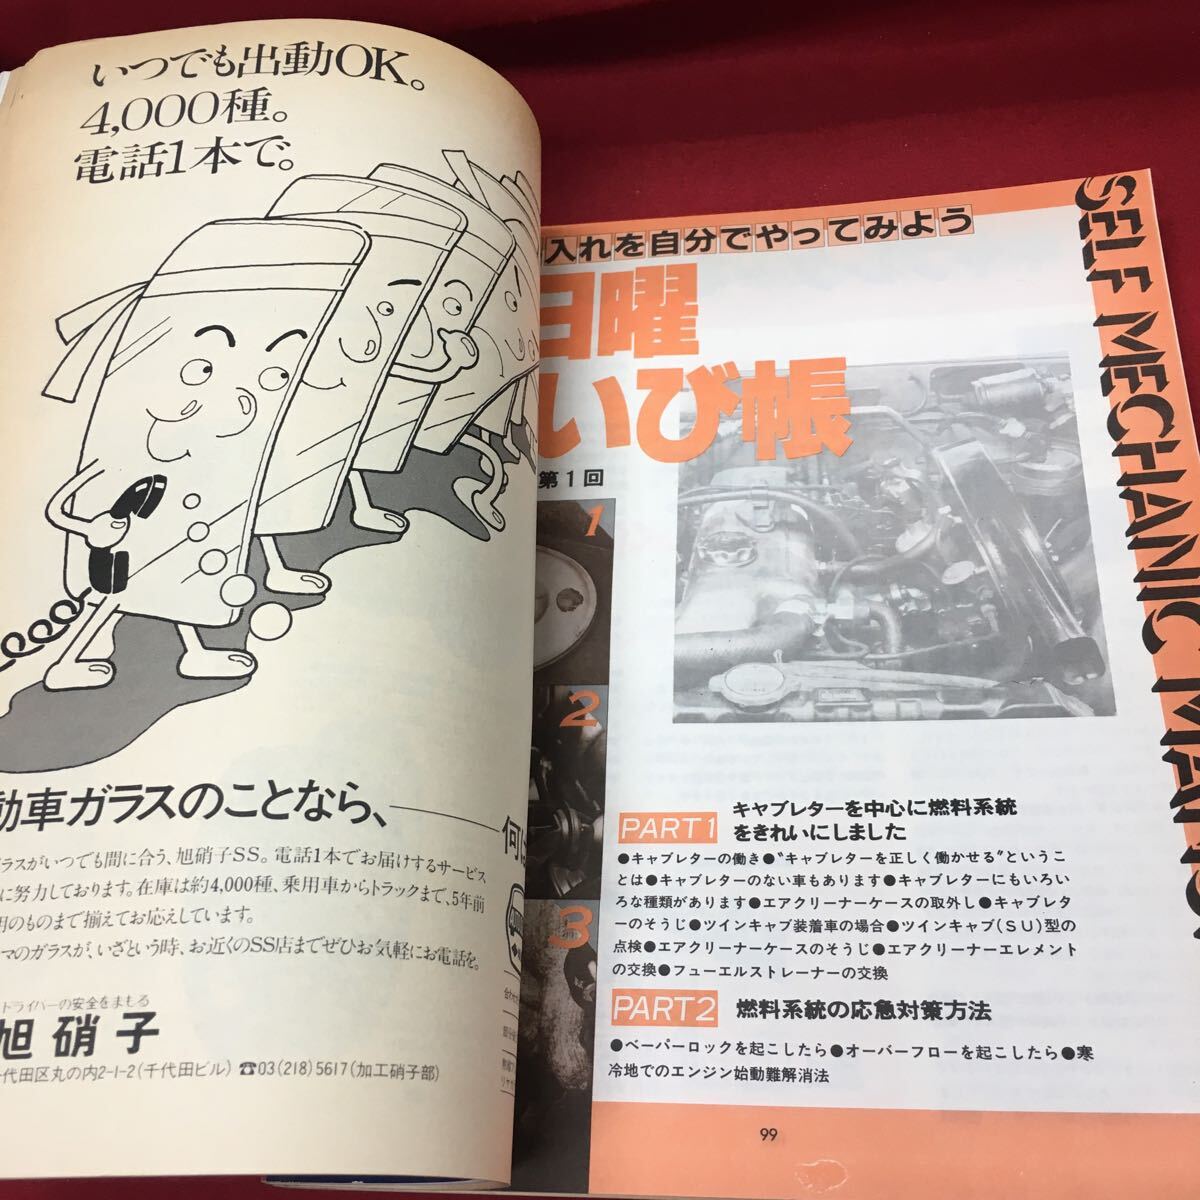 いつでも出動OK。
4,000種。
電話1本で。
動車ガラスのことなら、
何
ラスがいつでも間に合う、旭硝子SS。電話1本でお届けするサービス
に努力しております。在庫は約4,000種、乗用車からトラックまで、5年前
用のものまで揃えてお応えしています。
マのガラスが、いざという時、お近くのSS店までぜひお気軽にお電話を。
ドライバーの安全をまもる
旭硝子
代田区丸の内2-1-2(千代田ビル) ☎03(218)5617(加工硝子部)
入れを自分でやってみよう
日曜
いび帳
第1回
SELF MECHANIC MANUAL
1
2
3
PART1
キャブレターを中心に燃料系統
をきれいにしました
●キャブレターの働き●〝キャブレターを正しく働かせる〟というこ
とは●キャブレターのない車もあります●キャブレターにもいろい
ろな種類があります●エアクリーナーケースの取外し●キャブレタ
ーのそうじ●ツインキャブ装着車の場合●ツインキャブ(SU)型の
点検●エアクリーナーケースのそうじ●エアクリーナーエレメント
の交換●フューエルストレーナーの交換
PART2 燃料系統の応急対策方法
●ベーパーロックを起こしたら●オーバーフローを起こしたら●寒
冷地でのエンジン始動難解消法
99